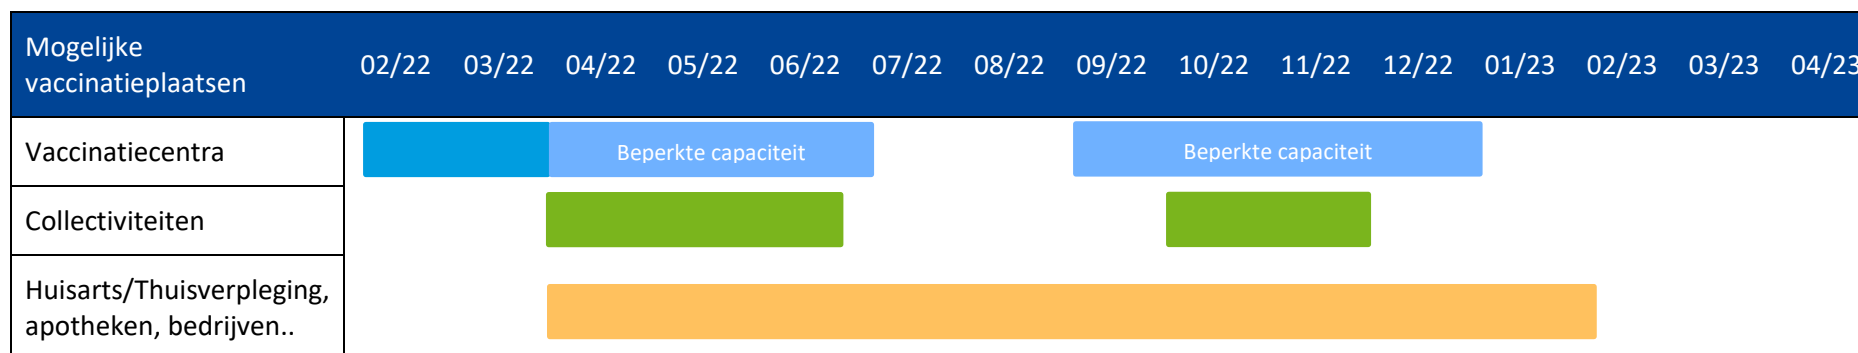 Mogelijke
vaccinatieplaatsen
02/22 03/22 04/22 05/22 06/22 07/22 08/22 09/22 10/22 11/22 12/22 01/23 02/23 03/23 04/23
Vaccinatiecentra
Beperkte capaciteit
Beperkte capaciteit
Collectiviteiten
Huisarts/Thuisverpleging,
apotheken, bedrijven..